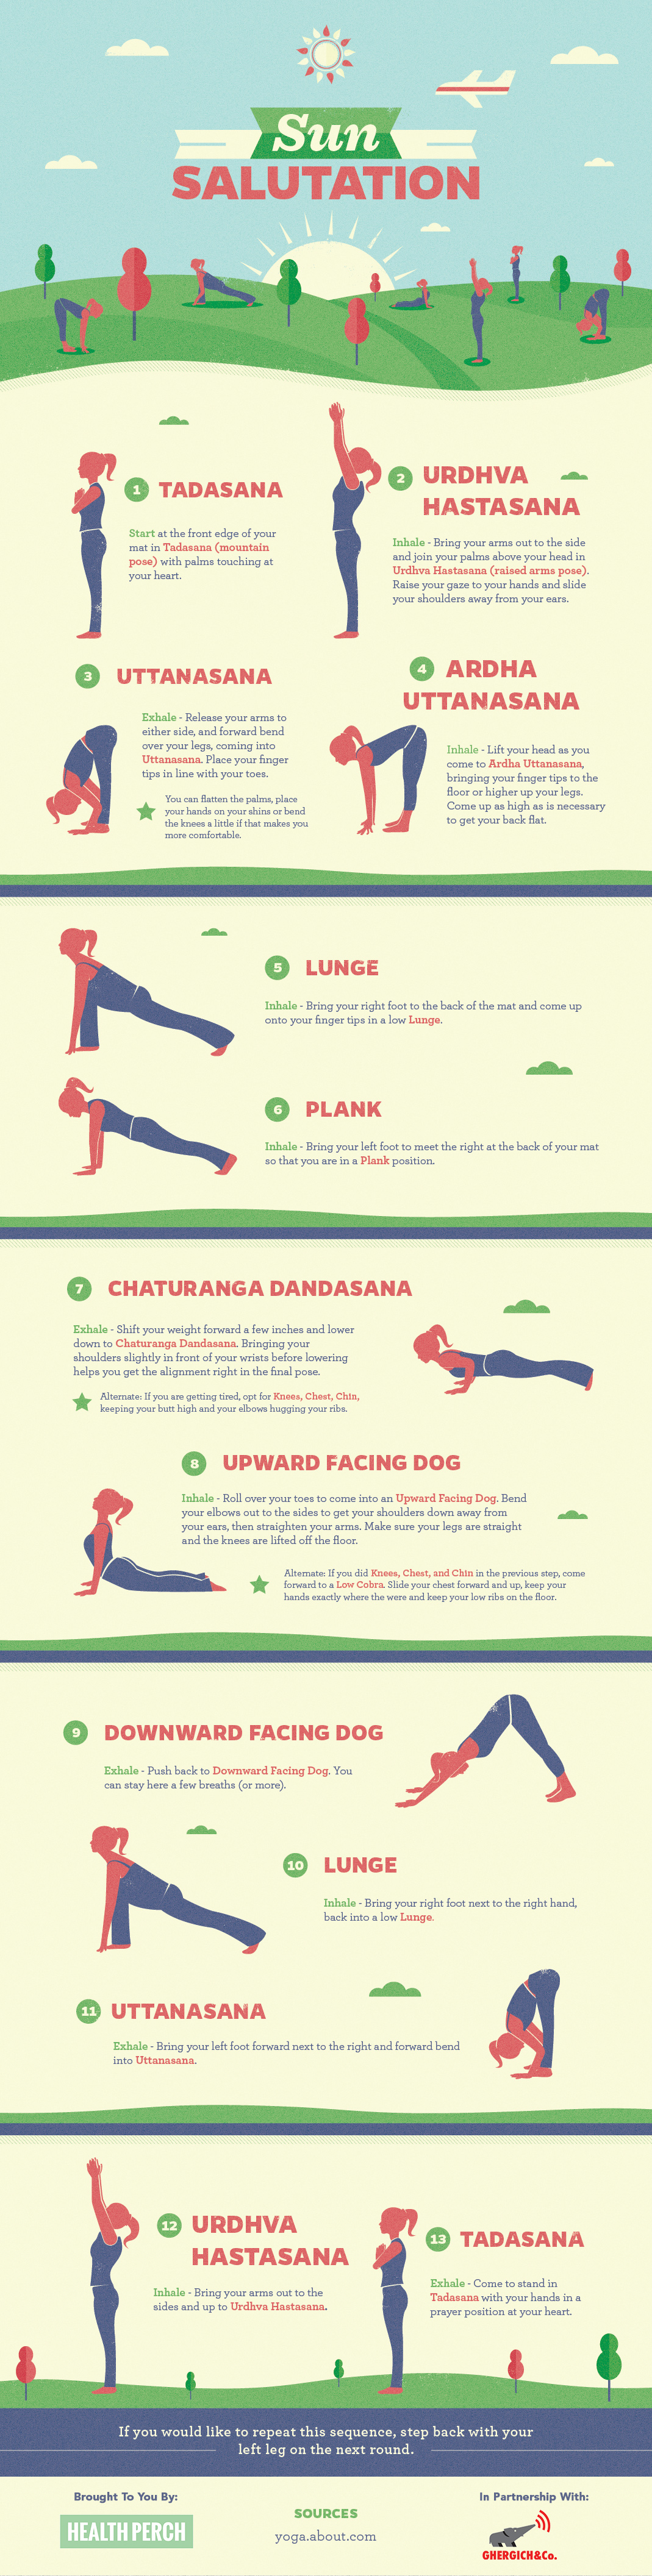 Sun
SALUTATION
1 TADASANA
Start at the front edge of your
mat in Tadasana (mountain
pose) with palms touching at
your heart.
2 URDHVA
HASTASANA
Inhale - Bring your arms out to the side
and join your palms above your head in
Urdhva Hastasana (raised arms pose).
Raise your gaze to your hands and slide
your shoulders away from your ears.
3 UTTANASANA
Exhale - Release your arms to
either side, and forward bend
over your legs, coming into
Uttanasana. Place your finger
tips in line with your toes.
You can flatten the palms, place
your hands on your shins or bend
the knees a little if that makes you
more comfortable.
4 ARDHA
UTTANASANA
Inhale - Lift your head as you
come to Ardha Uttanasana,
bringing your finger tips to the
floor or higher up your legs.
Come up as high as is necessary
to get your back flat.
5 LUNGE
Inhale - Bring your right foot to the back of the mat and come up
onto your finger tips in a low Lunge.
6 PLANK
Inhale - Bring your left foot to meet the right at the back of your mat
so that you are in a Plank position.
7 CHATURANGA DANDASANA
Exhale - Shift your weight forward a few inches and lower
down to Chaturanga Dandasana. Bringing your
shoulders slightly in front of your wrists before lowering
helps you get the alignment right in the final pose.
Alternate: If you are getting tired, opt for Knees, Chest, Chin,
keeping your butt high and your elbows hugging your ribs.
8 UPWARD FACING DOG
Inhale - Roll over your toes to come into an Upward Facing Dog. Bend
your elbows out to the sides to get your shoulders down away from
your ears, then straighten your arms. Make sure your legs are straight
and the knees are lifted off the floor.
Alternate: If you did Knees, Chest, and Chin in the previous step, come
forward to a Low Cobra. Slide your chest forward and up, keep your
hands exactly where the were and keep your low ribs on the floor.
9 DOWNWARD FACING DOG
Exhale - Push back to Downward Facing Dog. You
can stay here a few breaths (or more).
10 LUNGE
Inhale - Bring your right foot next to the right hand,
back into a low Lunge.
11 UTTANASANA
Exhale - Bring your left foot forward next to the right and forward bend
into Uttanasana.
12 URDHVA
HASTASANA
Inhale - Bring your arms out to the
sides and up to Urdhva Hastasana.
13 TADASANA
Exhale - Come to stand in
Tadasana with your hands in a
prayer position at your heart.
If you would like to repeat this sequence, step back with your
left leg on the next round.
Brought To You By:
HEALTH PERCH
SOURCES
yoga.about.com
In Partnership With:
GHERGICH&Co.